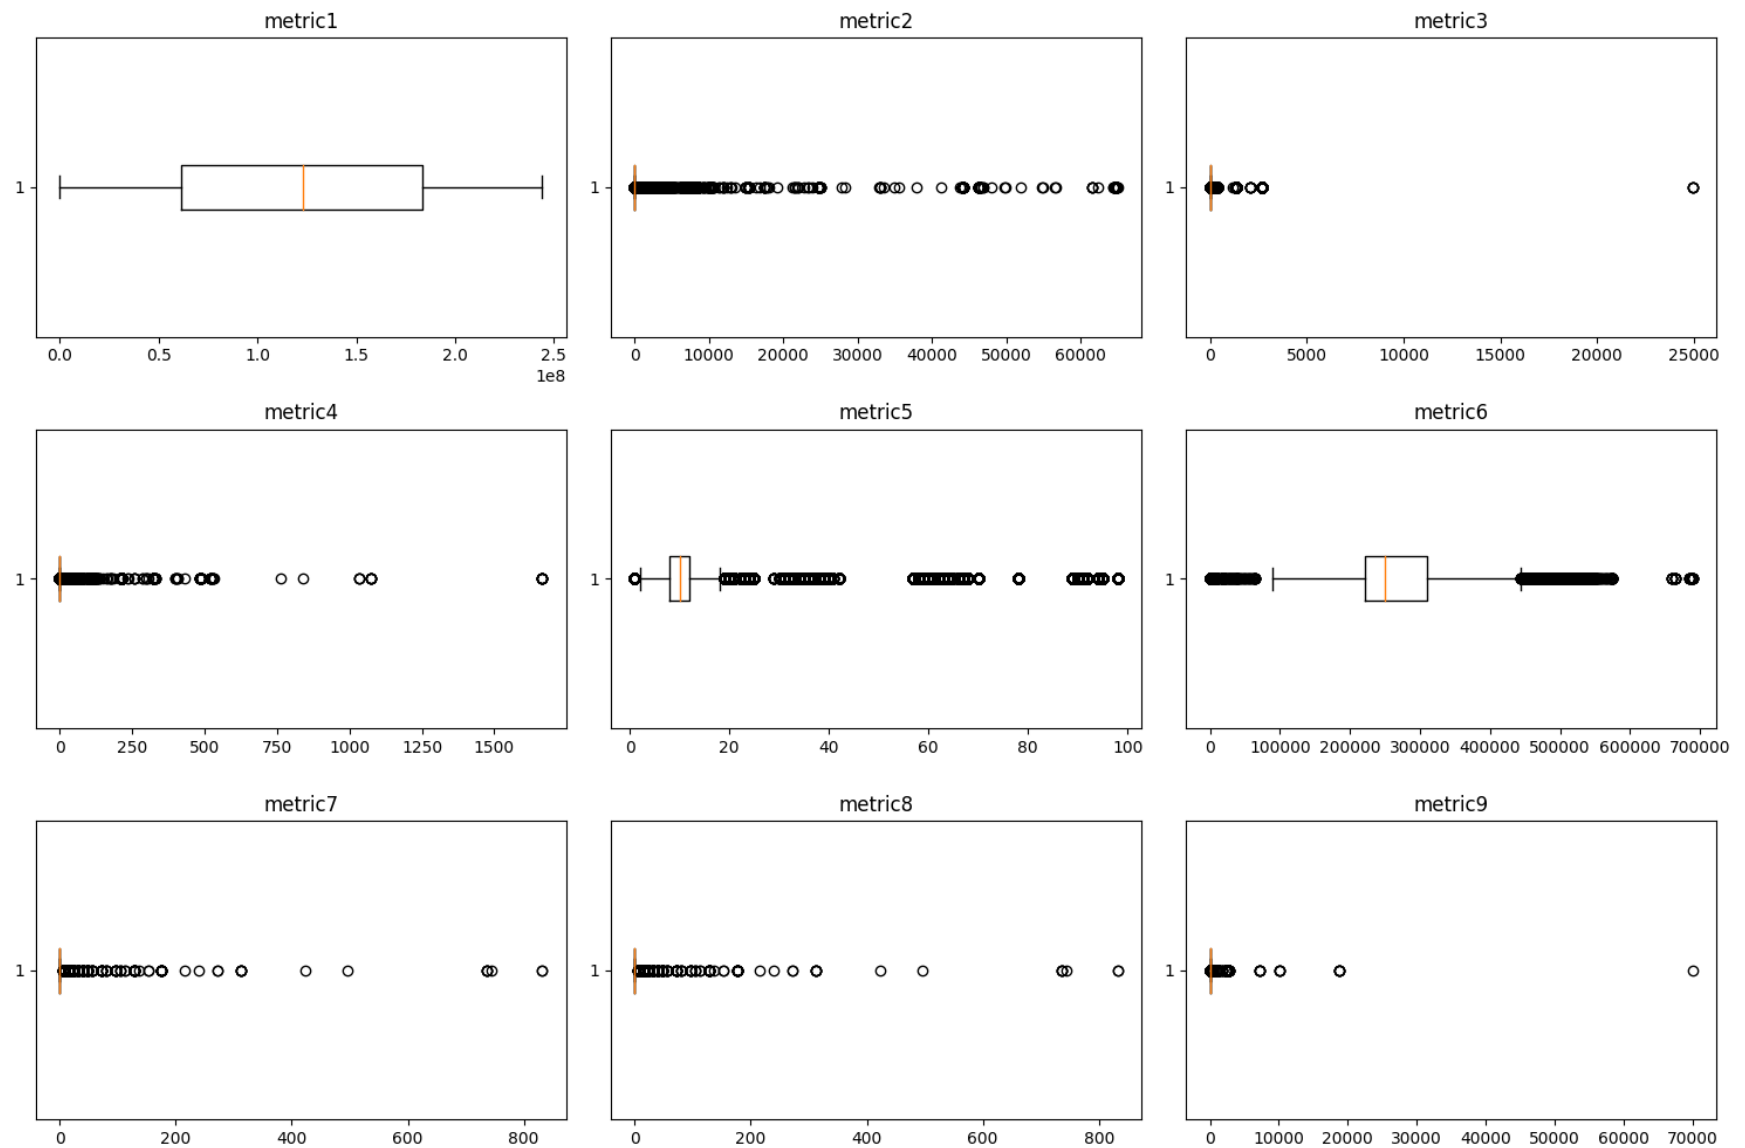 metric1 metric2 metric3
1 1 1
0.0 0.5 1.0 1.5 2.0 2.5 0 10000 20000 30000 40000 50000 60000 0 5000 10000 15000 20000 25000
1e8
metric4 metric5 metric6
1 1 1
0 250 500 750 1000 1250 1500 0 20 40 60 80 100 0 100000 200000 300000 400000 500000 600000 700000
metric7 metric8 metric9
1 1 1
0 200 400 600 800 0 200 400 600 800 0 10000 20000 30000 40000 50000 60000 70000